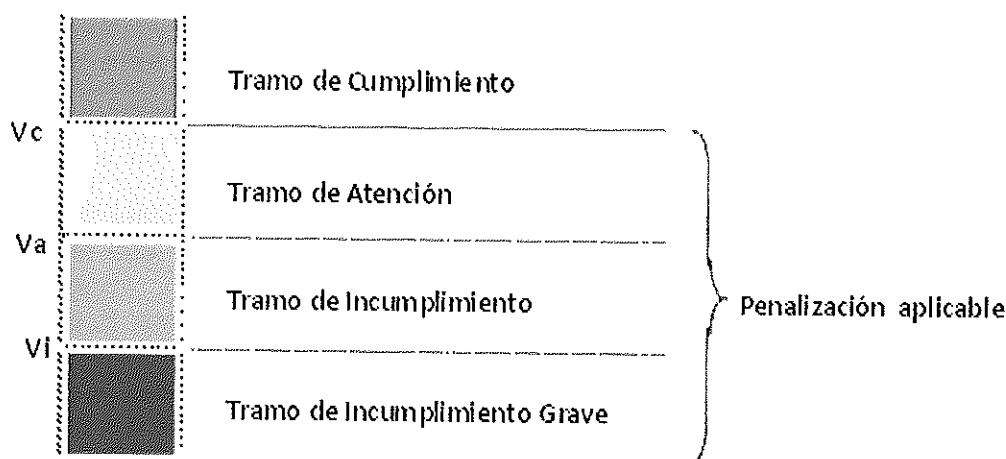 Tramo de Cumplimiento
Vc
Tramo de Atención
Va
Tramo de Incumplimiento
Penalización aplicable
Vi
Tramo de Incumplimiento Grave